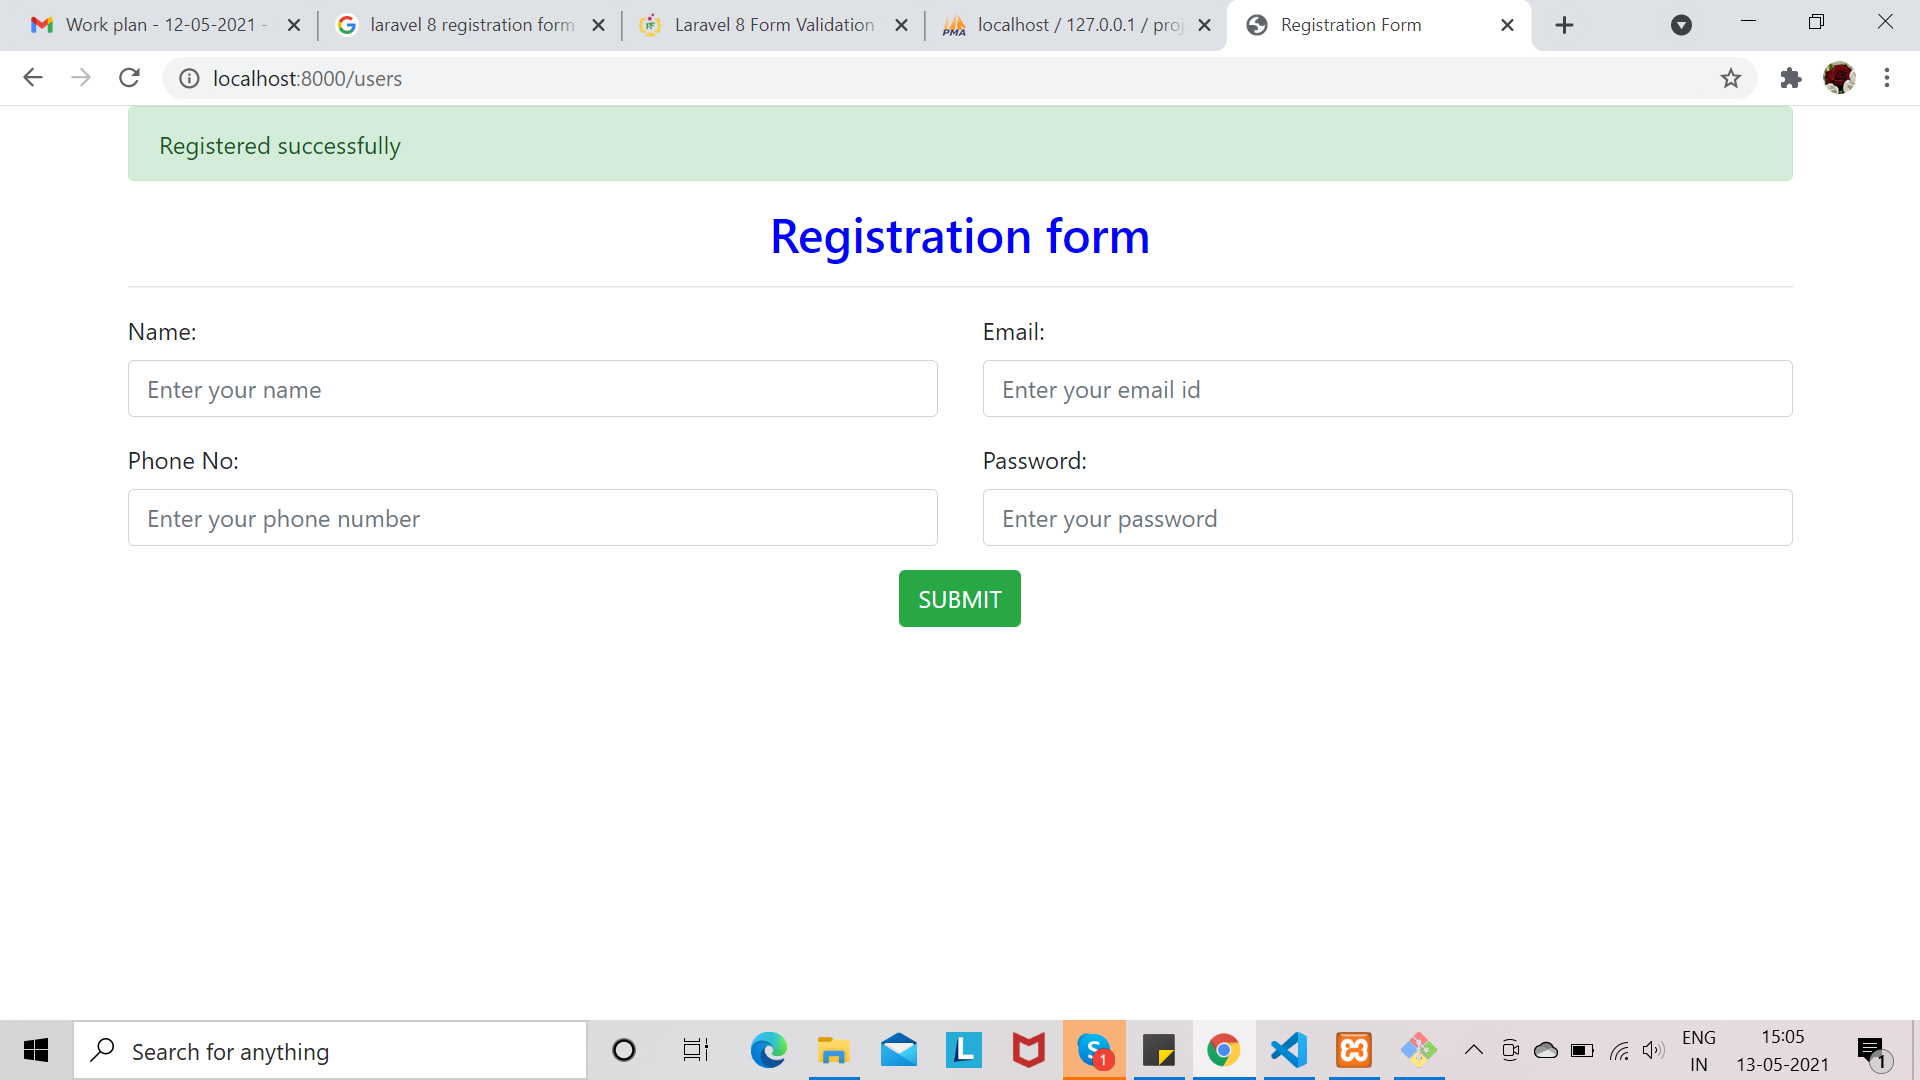 Work plan - 12-05-2021 -
laravel 8 registration form
Laravel 8 Form Validation
PMA
localhost / 127.0.0.1 / proj
Registration Form
localhost:8000/users
Registered successfully
Registration form
Name:
Email:
Enter your name
Enter your email id
Phone No:
Password:
Enter your phone number
Enter your password
SUBMIT
Search for anything
L
S
1
ENG
IN
15:05
13-05-2021
1